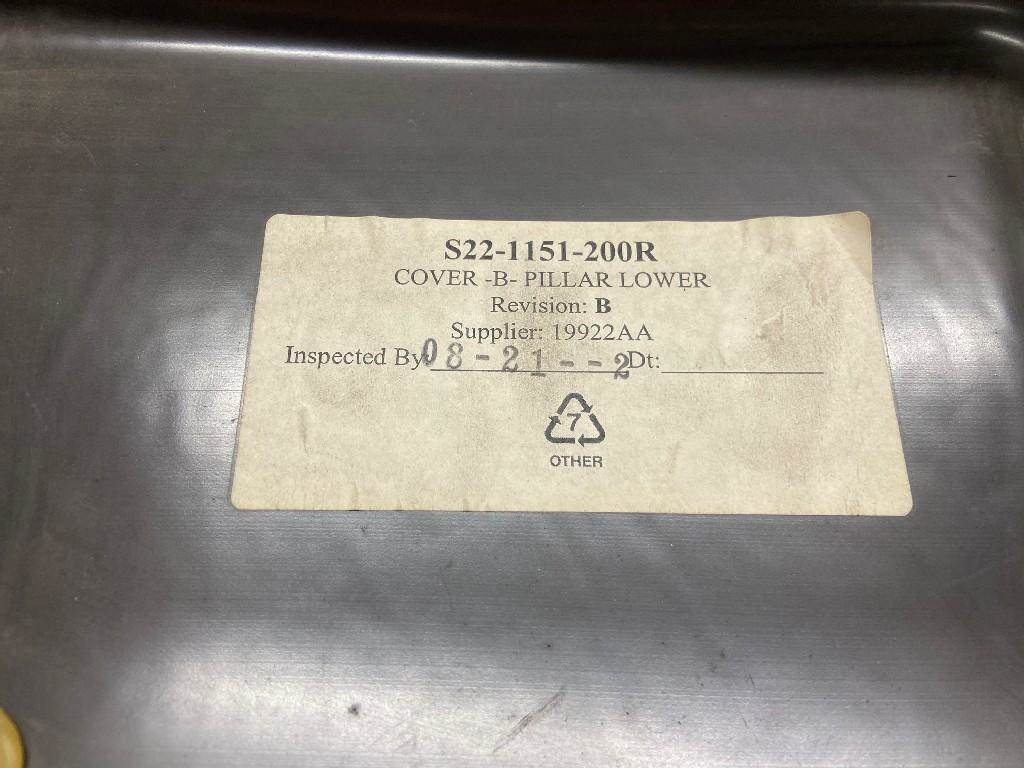 S22-1151-200R
COVER -B- PILLAR LOWER
Revision: B
Supplier: 19922AA
Inspected By: 08-21--2 Dt:
7
OTHER